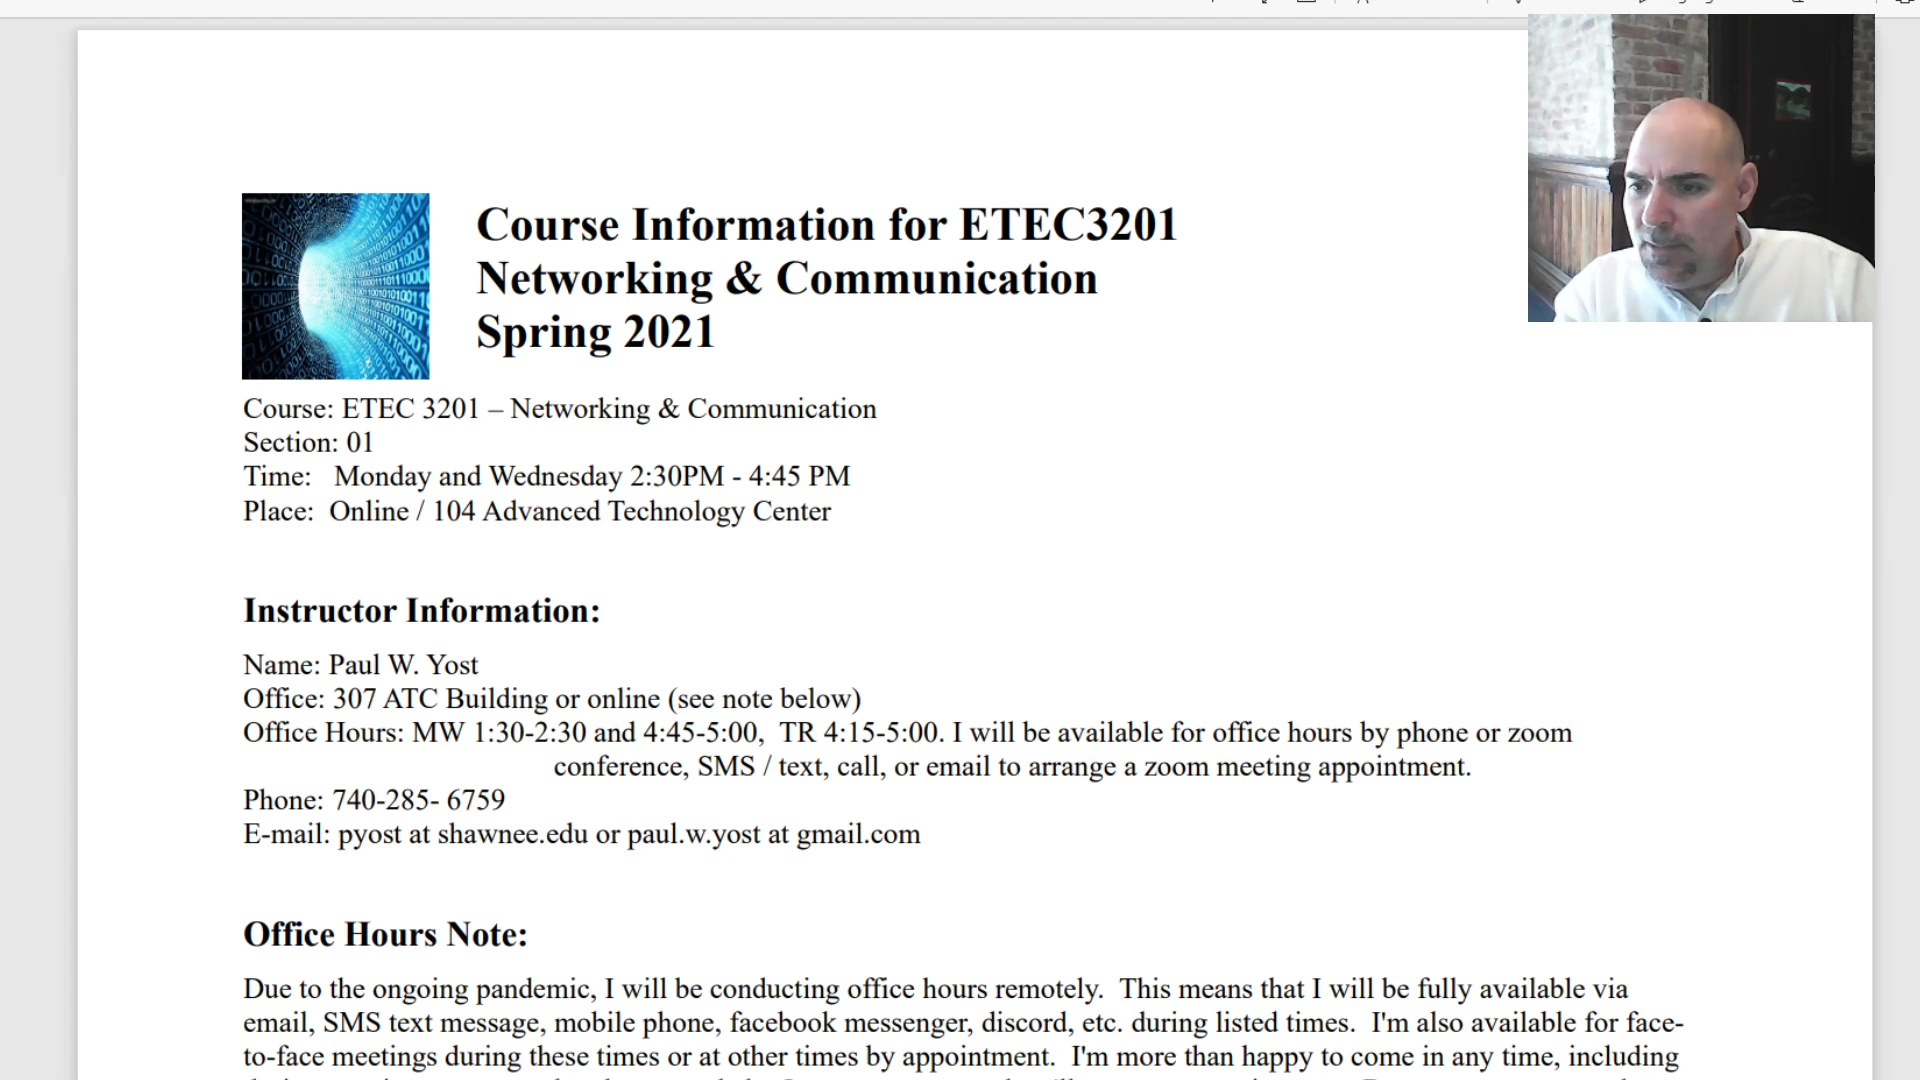 Course Information for ETEC3201
Networking & Communication
Spring 2021
Course: ETEC 3201 – Networking & Communication
Section: 01
Time:   Monday and Wednesday 2:30PM - 4:45 PM
Place:  Online / 104 Advanced Technology Center
Instructor Information:
Name: Paul W. Yost
Office: 307 ATC Building or online (see note below)
Office Hours: MW 1:30-2:30 and 4:45-5:00,  TR 4:15-5:00. I will be available for office hours by phone or zoom
conference, SMS / text, call, or email to arrange a zoom meeting appointment.
Phone: 740-285- 6759
E-mail: pyost at shawnee.edu or paul.w.yost at gmail.com
Office Hours Note:
Due to the ongoing pandemic, I will be conducting office hours remotely.  This means that I will be fully available via
email, SMS text message, mobile phone, facebook messenger, discord, etc. during listed times.  I'm also available for face-
to-face meetings during these times or at other times by appointment.  I'm more than happy to come in any time, including